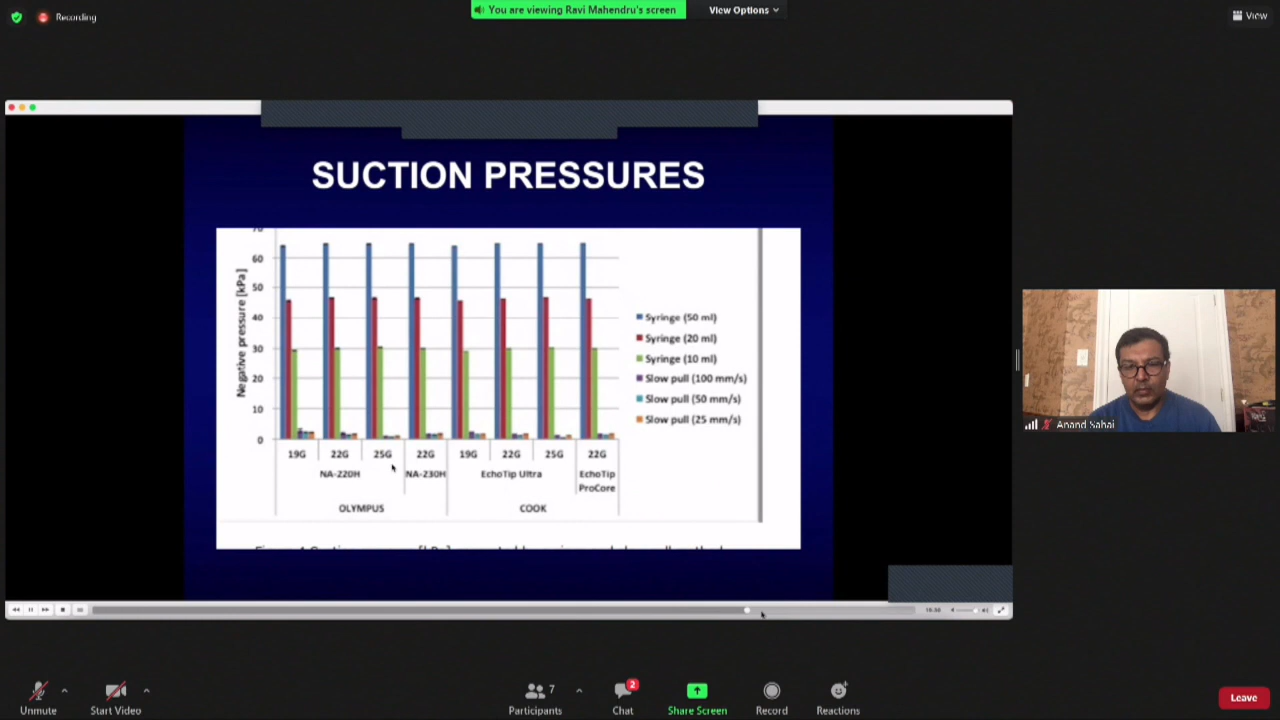 Recording
You are viewing Ravi Mahendru's screen
View Options
View
SUCTION PRESSURES
70
60
50
40
30
20
10
0
Negative pressure [kPa]
Syringe (50 ml)
Syringe (20 ml)
Syringe (10 ml)
Slow pull (100 mm/s)
Slow pull (50 mm/s)
Slow pull (25 mm/s)
19G 22G 25G 22G 19G 22G 25G 22G
NA-220H NA-230H EchoTip Ultra EchoTip ProCore
OLYMPUS COOK
Anand Sahai
Unmute
Start Video
7
Participants
2
Chat
Share Screen
Record
Reactions
Leave